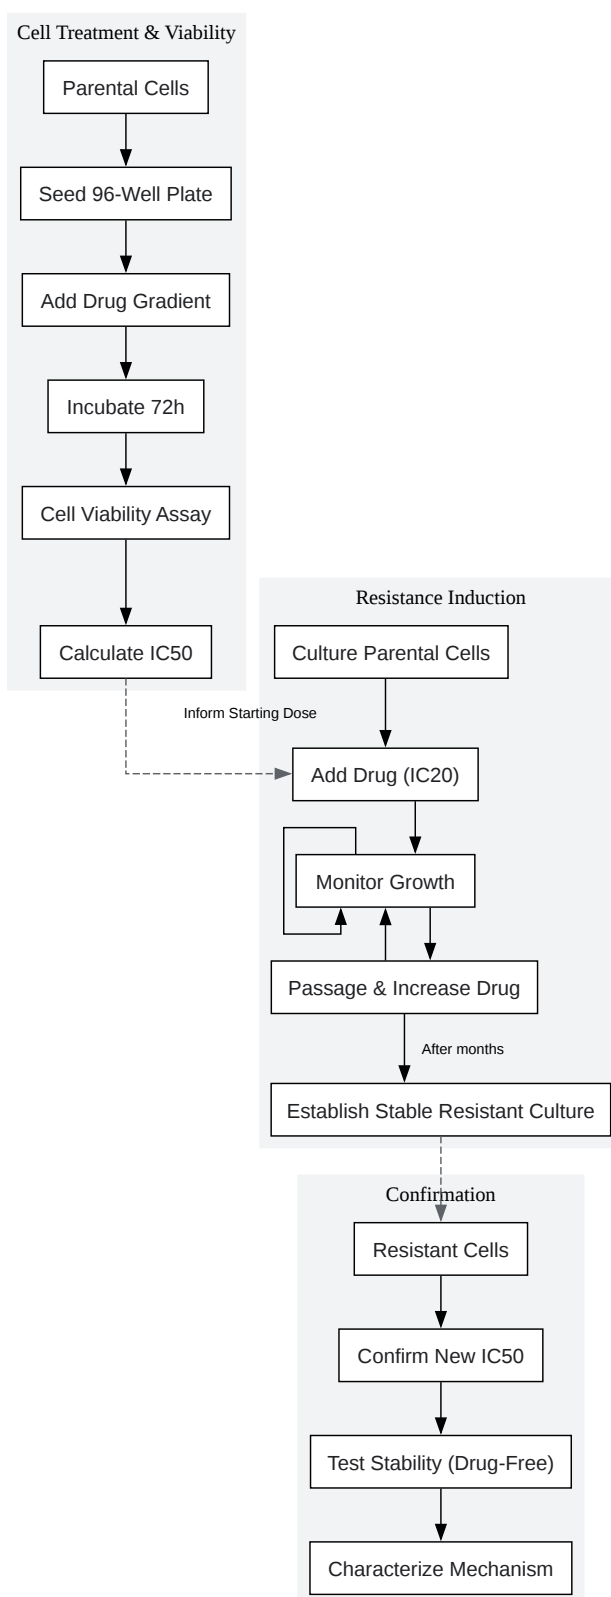 Cell Treatment & Viability
Parental Cells
Seed 96-Well Plate
Add Drug Gradient
Incubate 72h
Cell Viability Assay
Calculate IC50
Resistance Induction
Culture Parental Cells
Inform Starting Dose
Add Drug (IC20)
Monitor Growth
Passage & Increase Drug
After months
Establish Stable Resistant Culture
Confirmation
Resistant Cells
Confirm New IC50
Test Stability (Drug-Free)
Characterize Mechanism